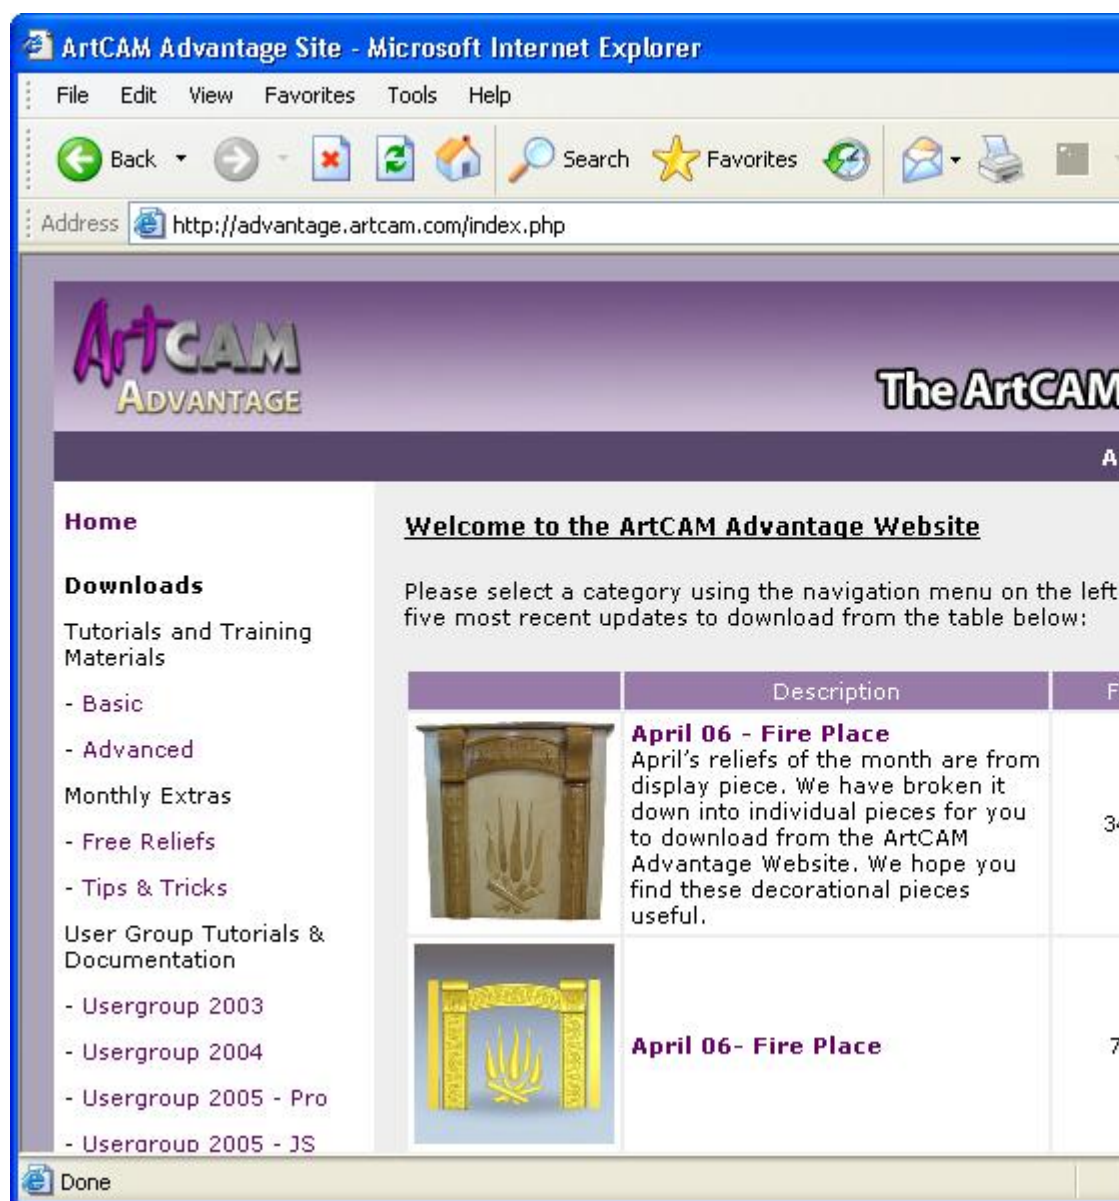 ArtCAM Advantage Site - Microsoft Internet Explorer
File Edit View Favorites Tools Help
Back Search Favorites
Address http://advantage.artcam.com/index.php
ArtCAM
ADVANTAGE
The ArtCAM
A
Home
Downloads
Tutorials and Training
Materials
- Basic
- Advanced
Monthly Extras
- Free Reliefs
- Tips & Tricks
User Group Tutorials &
Documentation
- Usergroup 2003
- Usergroup 2004
- Usergroup 2005 - Pro
- Usergroup 2005 - JS
Welcome to the ArtCAM Advantage Website
Please select a category using the navigation menu on the left
five most recent updates to download from the table below:
Description F
April 06 - Fire Place
April's reliefs of the month are from
display piece. We have broken it
down into individual pieces for you
to download from the ArtCAM
Advantage Website. We hope you
find these decorational pieces
useful.
34
April 06- Fire Place
7
Done